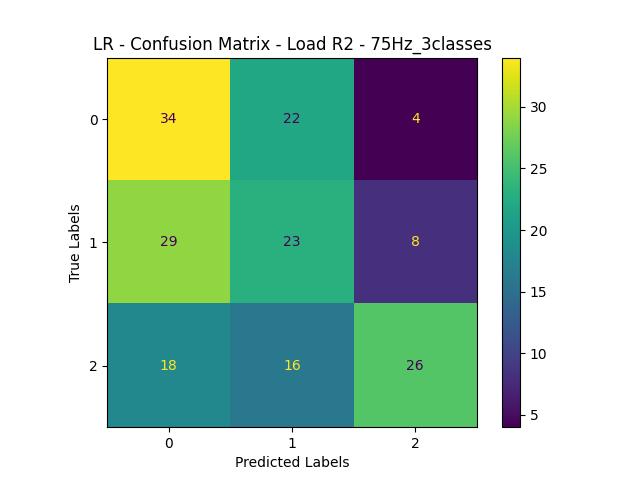 LR - Confusion Matrix - Load R2 - 75Hz_3classes
True Labels
0 34 22 4
1 29 23 8
2 18 16 26
0 1 2
Predicted Labels
30
25
20
15
10
5